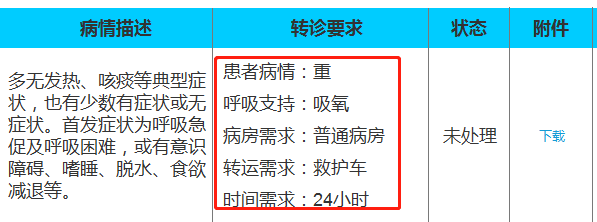 病情描述
转诊要求
状态
附件
多无发热、咳痰等典型症
状，也有少数有症状或无
症状。首发症状为呼吸急
促及呼吸困难，或有意识
障碍、嗜睡、脱水、食欲
减退等。
患者病情：重
呼吸支持：吸氧
病房需求：普通病房
转运需求：救护车
时间需求：24小时
未处理
下载